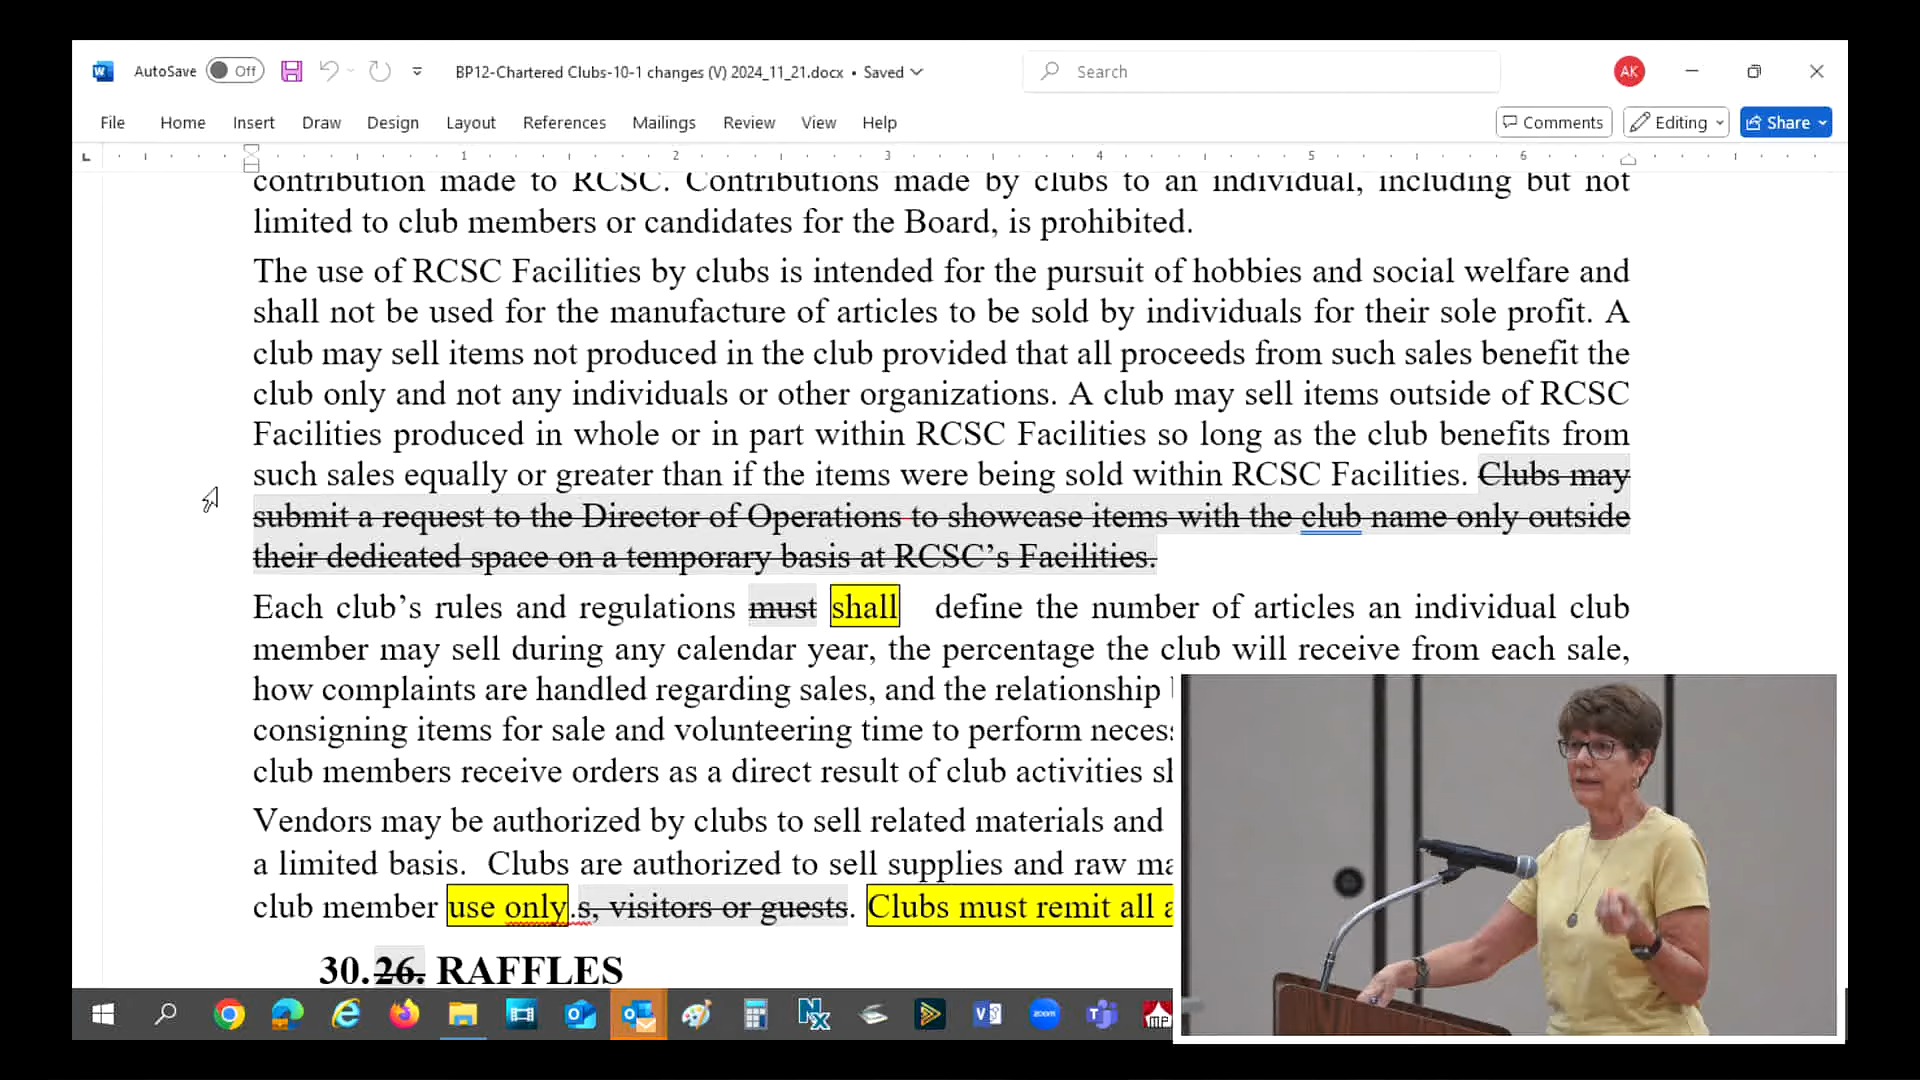 AutoSave Off BP12-Chartered Clubs-10-1 changes (V) 2024_11_21.docx • Saved Search AK
File Home Insert Draw Design Layout References Mailings Review View Help Comments Editing Share
1 2 3 4 5 6
contribution made to RCSC. Contributions made by clubs to an individual, including but not
limited to club members or candidates for the Board, is prohibited.
The use of RCSC Facilities by clubs is intended for the pursuit of hobbies and social welfare and
shall not be used for the manufacture of articles to be sold by individuals for their sole profit. A
club may sell items not produced in the club provided that all proceeds from such sales benefit the
club only and not any individuals or other organizations. A club may sell items outside of RCSC
Facilities produced in whole or in part within RCSC Facilities so long as the club benefits from
such sales equally or greater than if the items were being sold within RCSC Facilities. Clubs may
submit a request to the Director of Operations to showcase items with the club name only outside
their dedicated space on a temporary basis at RCSC’s Facilities.
Each club’s rules and regulations must shall define the number of articles an individual club
member may sell during any calendar year, the percentage the club will receive from each sale,
how complaints are handled regarding sales, and the relationship
consigning items for sale and volunteering time to perform
club members receive orders as a direct result of club activities
Vendors may be authorized by clubs to sell related materials and
a limited basis. Clubs are authorized to sell supplies and raw
club member use only.s, visitors or guests. Clubs must remit all
30.26. RAFFLES
zoom